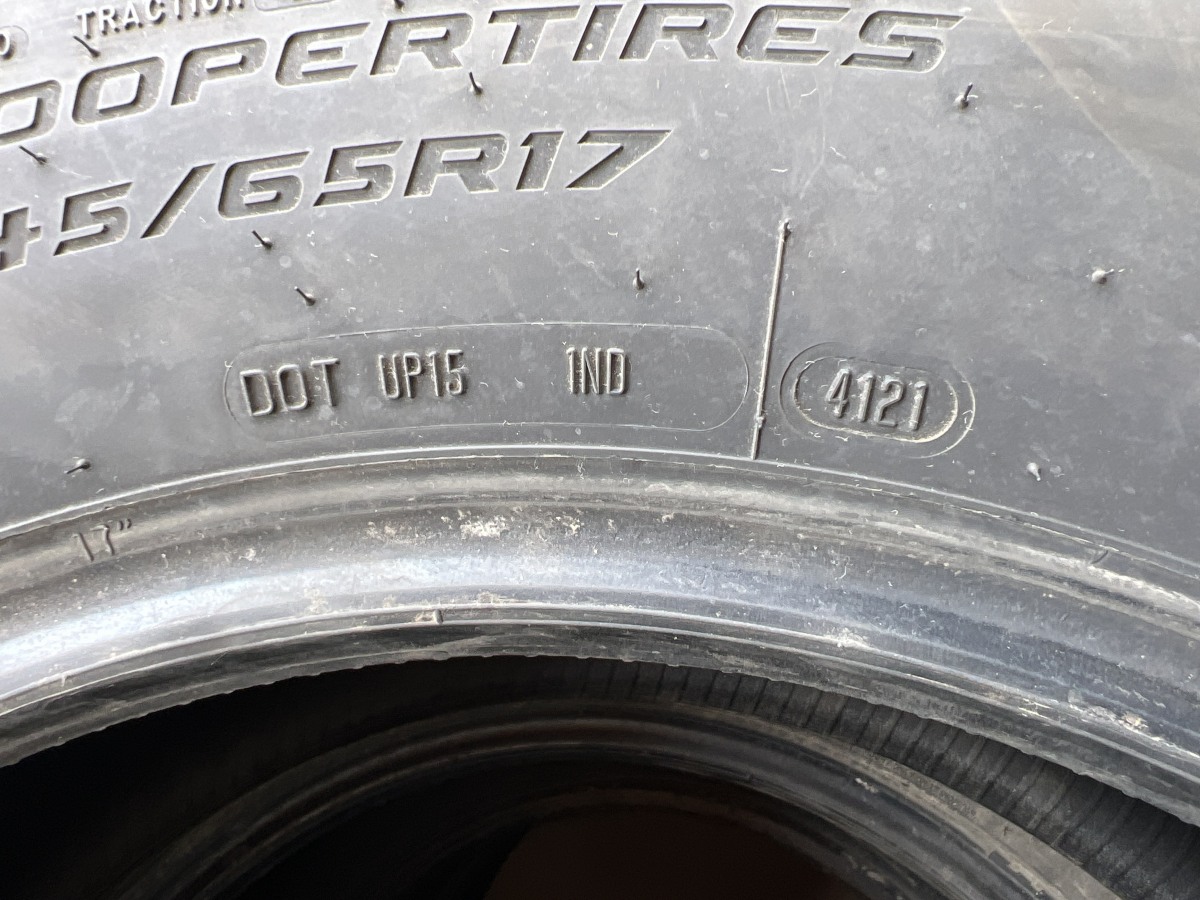 TRACTION
OOPERTIRES
45/65R17
DOT UP15 1ND 4121
17"